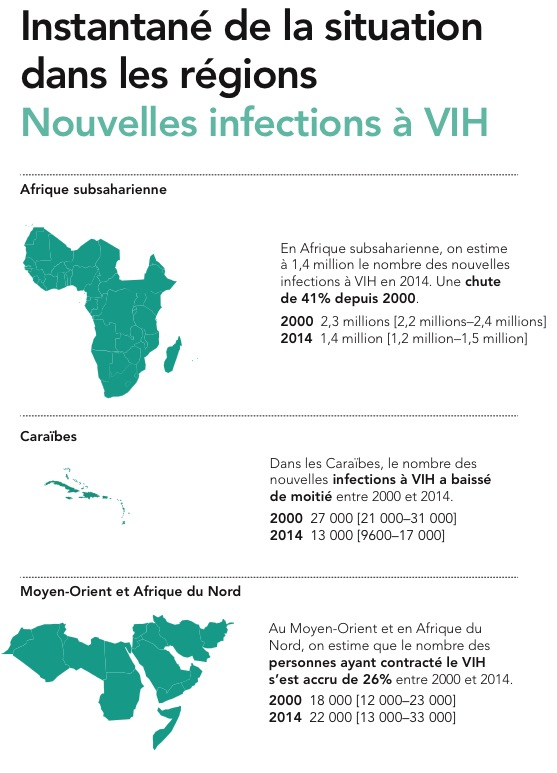 Instantané de la situation
dans les régions
Nouvelles infections à VIH
Afrique subsaharienne
En Afrique subsaharienne, on estime
à 1,4 million le nombre des nouvelles
infections à VIH en 2014. Une chute
de 41% depuis 2000.
2000 2,3 millions [2,2 millions–2,4 millions]
2014 1,4 million [1,2 million–1,5 million]
Caraïbes
Dans les Caraïbes, le nombre des
nouvelles infections à VIH a baissé
de moitié entre 2000 et 2014.
2000 27 000 [21 000–31 000]
2014 13 000 [9600–17 000]
Moyen-Orient et Afrique du Nord
Au Moyen-Orient et en Afrique du
Nord, on estime que le nombre des
personnes ayant contracté le VIH
s’est accru de 26% entre 2000 et 2014.
2000 18 000 [12 000–23 000]
2014 22 000 [13 000–33 000]